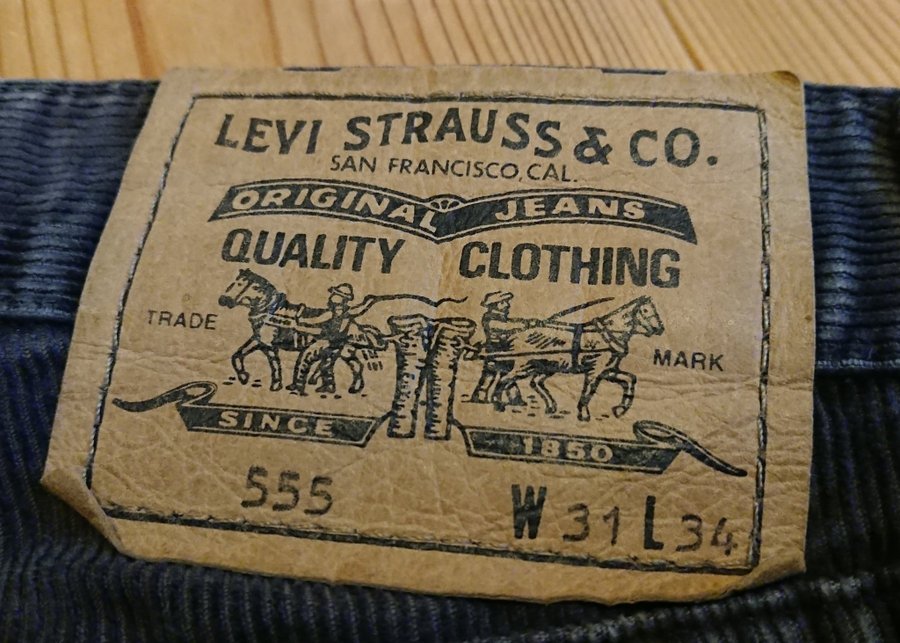 LEVI STRAUSS & CO.
SAN FRANCISCO, CAL.
ORIGINAL JEANS
QUALITY CLOTHING
TRADE MARK
SINCE 1850
555 W 31 L 34